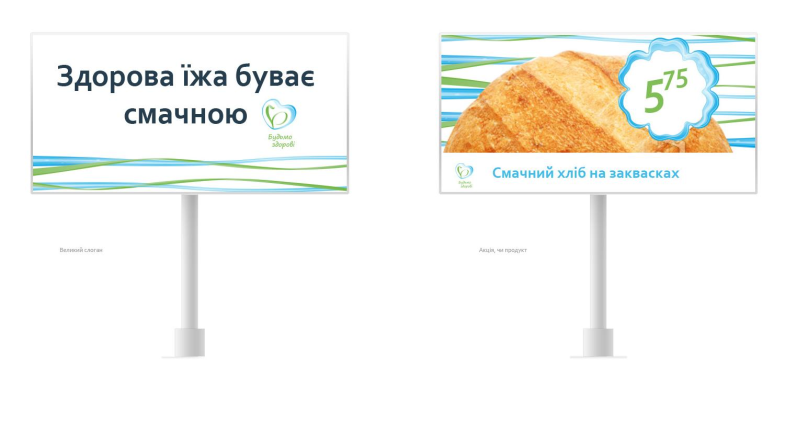 Здорова їжа буває
смачною
Будьмо
здорові
Великий слоган
5 75
Смачний хліб на заквасках
Будьмо
здорові
Акція, чи продукт